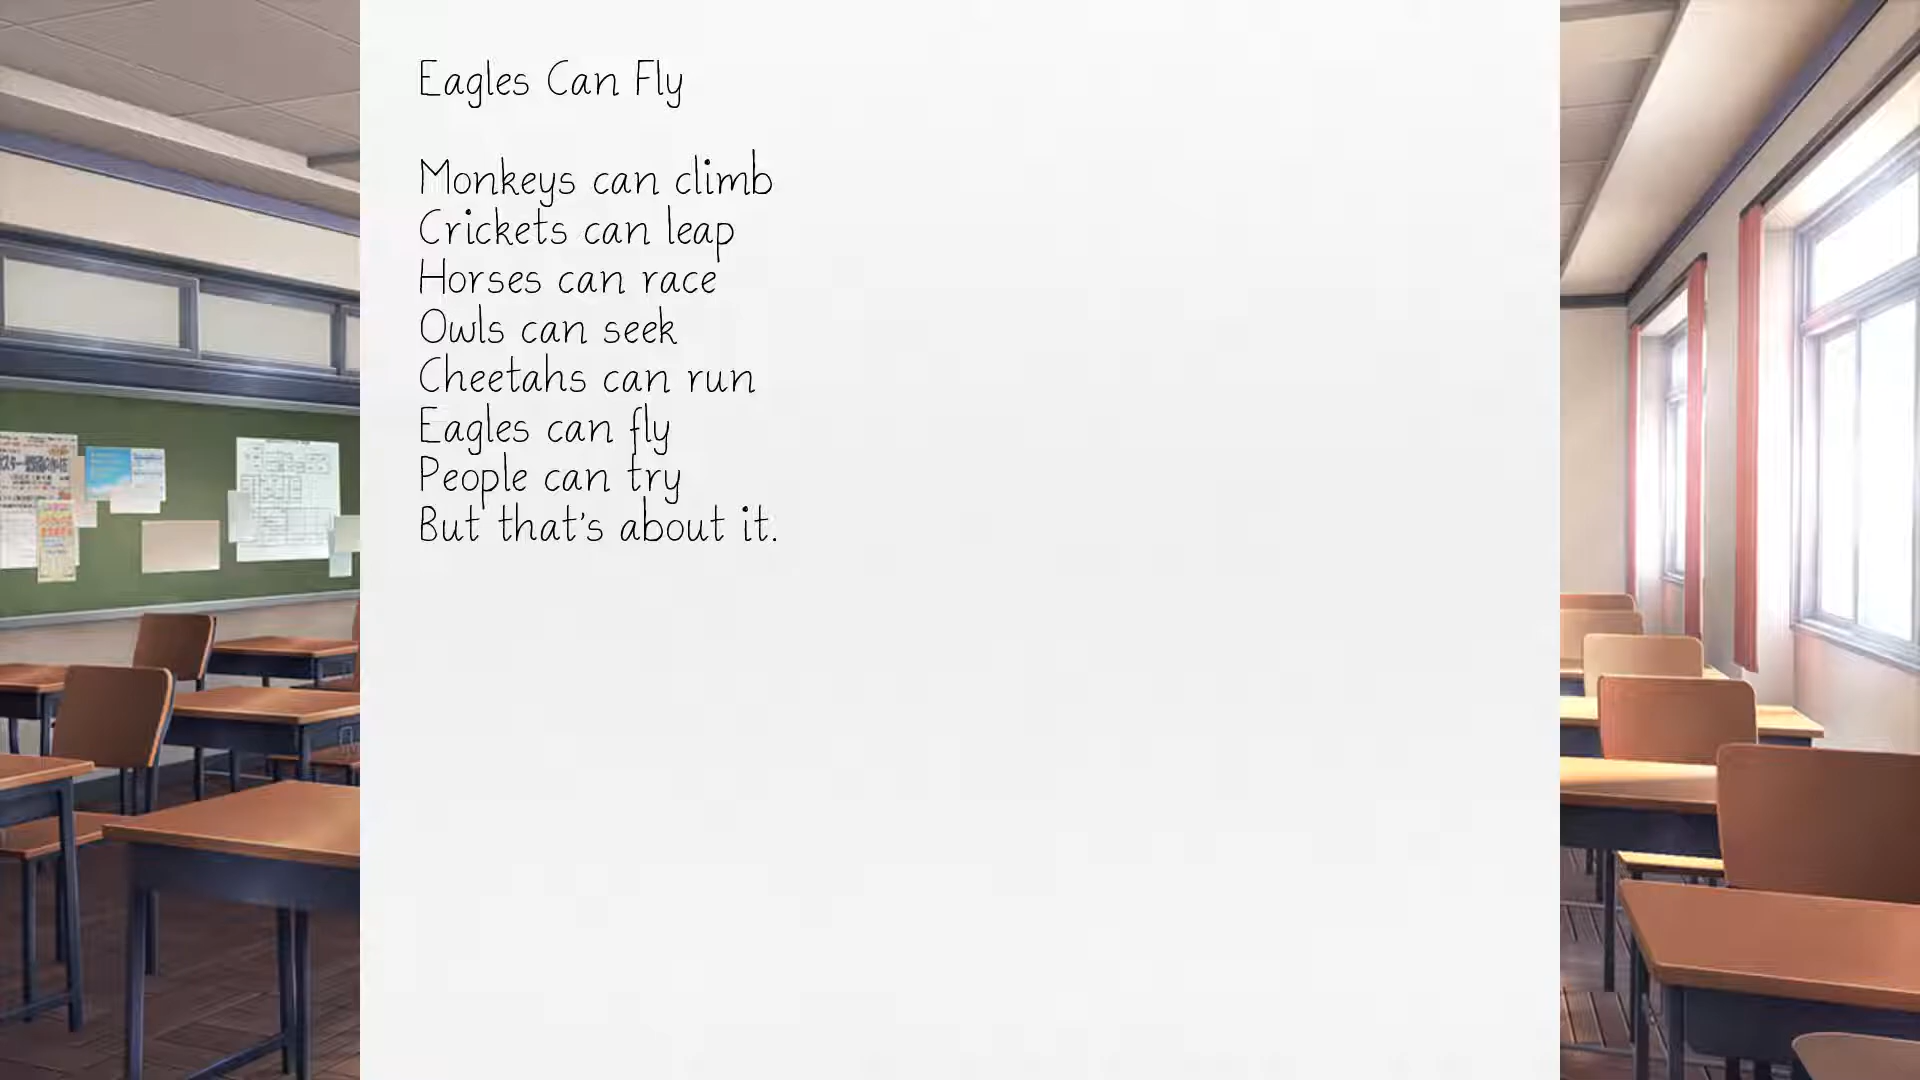 Eagles Can Fly
Monkeys can climb
Crickets can leap
Horses can race
Owls can seek
Cheetahs can run
Eagles can fly
People can try
But that's about it.